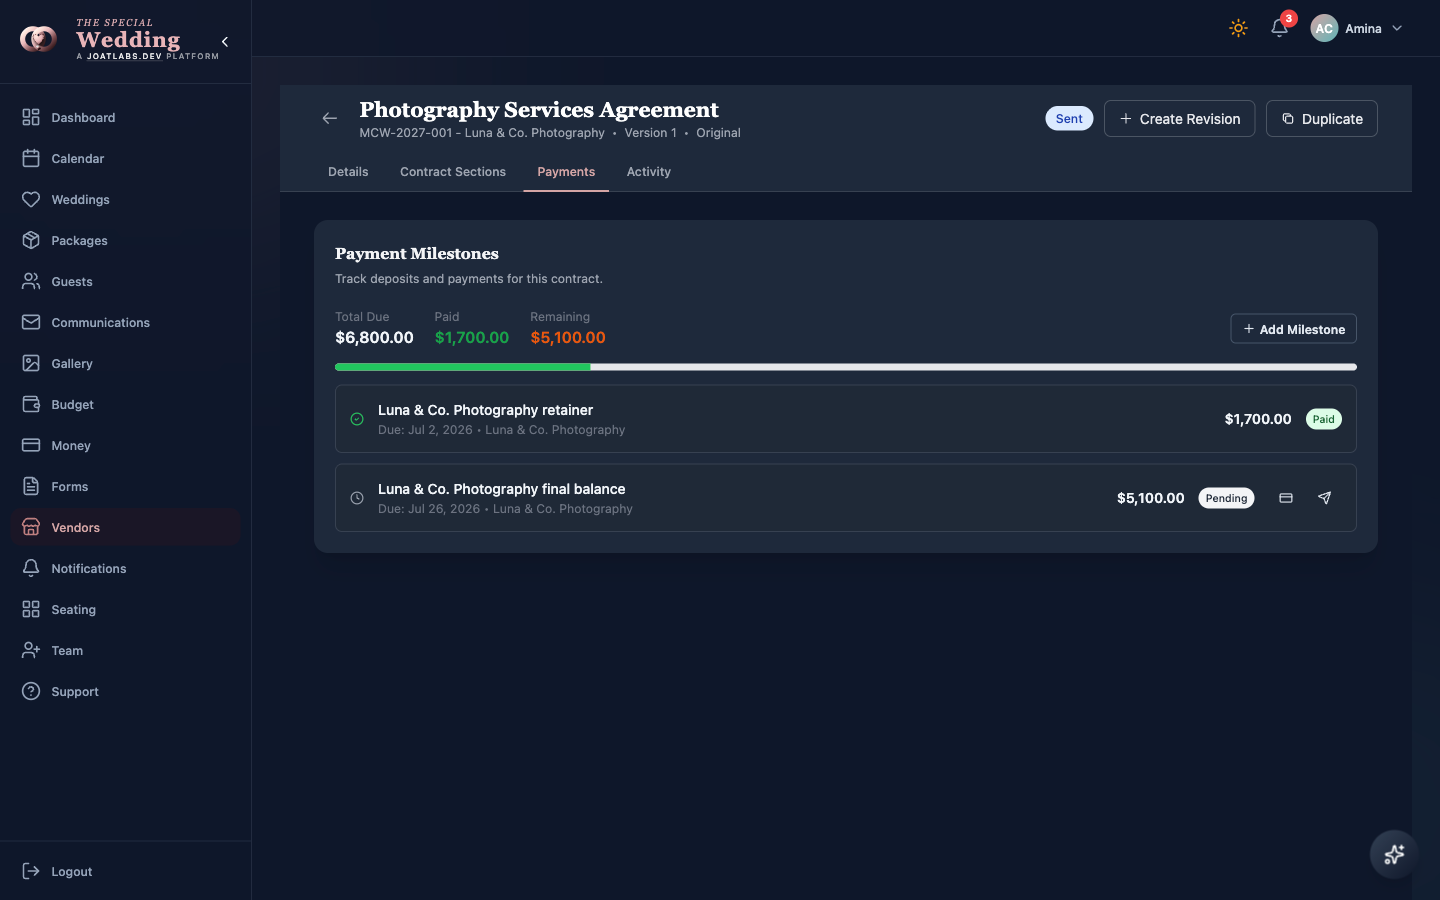 THE SPECIAL
Wedding
A JOATLABS.DEV PLATFORM
Dashboard
Calendar
Weddings
Packages
Guests
Communications
Gallery
Budget
Money
Forms
Vendors
Notifications
Seating
Team
Support
Logout
3
AC Amina
Photography Services Agreement
MCW-2027-001 - Luna & Co. Photography • Version 1 • Original
Sent
Create Revision
Duplicate
Details Contract Sections Payments Activity
Payment Milestones
Track deposits and payments for this contract.
Total Due Paid Remaining
$6,800.00 $1,700.00 $5,100.00
Add Milestone
Luna & Co. Photography retainer
Due: Jul 2, 2026 • Luna & Co. Photography
$1,700.00 Paid
Luna & Co. Photography final balance
Due: Jul 26, 2026 • Luna & Co. Photography
$5,100.00 Pending